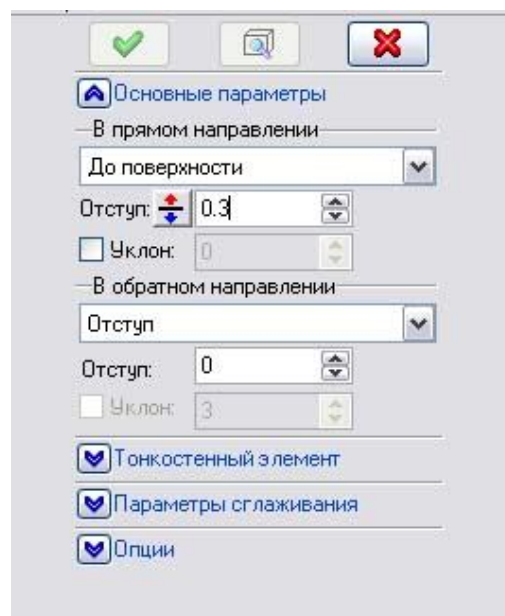 Основные параметры
В прямом направлении
До поверхности
Отступ: 0.3
Уклон: 0
В обратном направлении
Отступ
Отступ: 0
Уклон: 3
Тонкостенный элемент
Параметры сглаживания
Опции